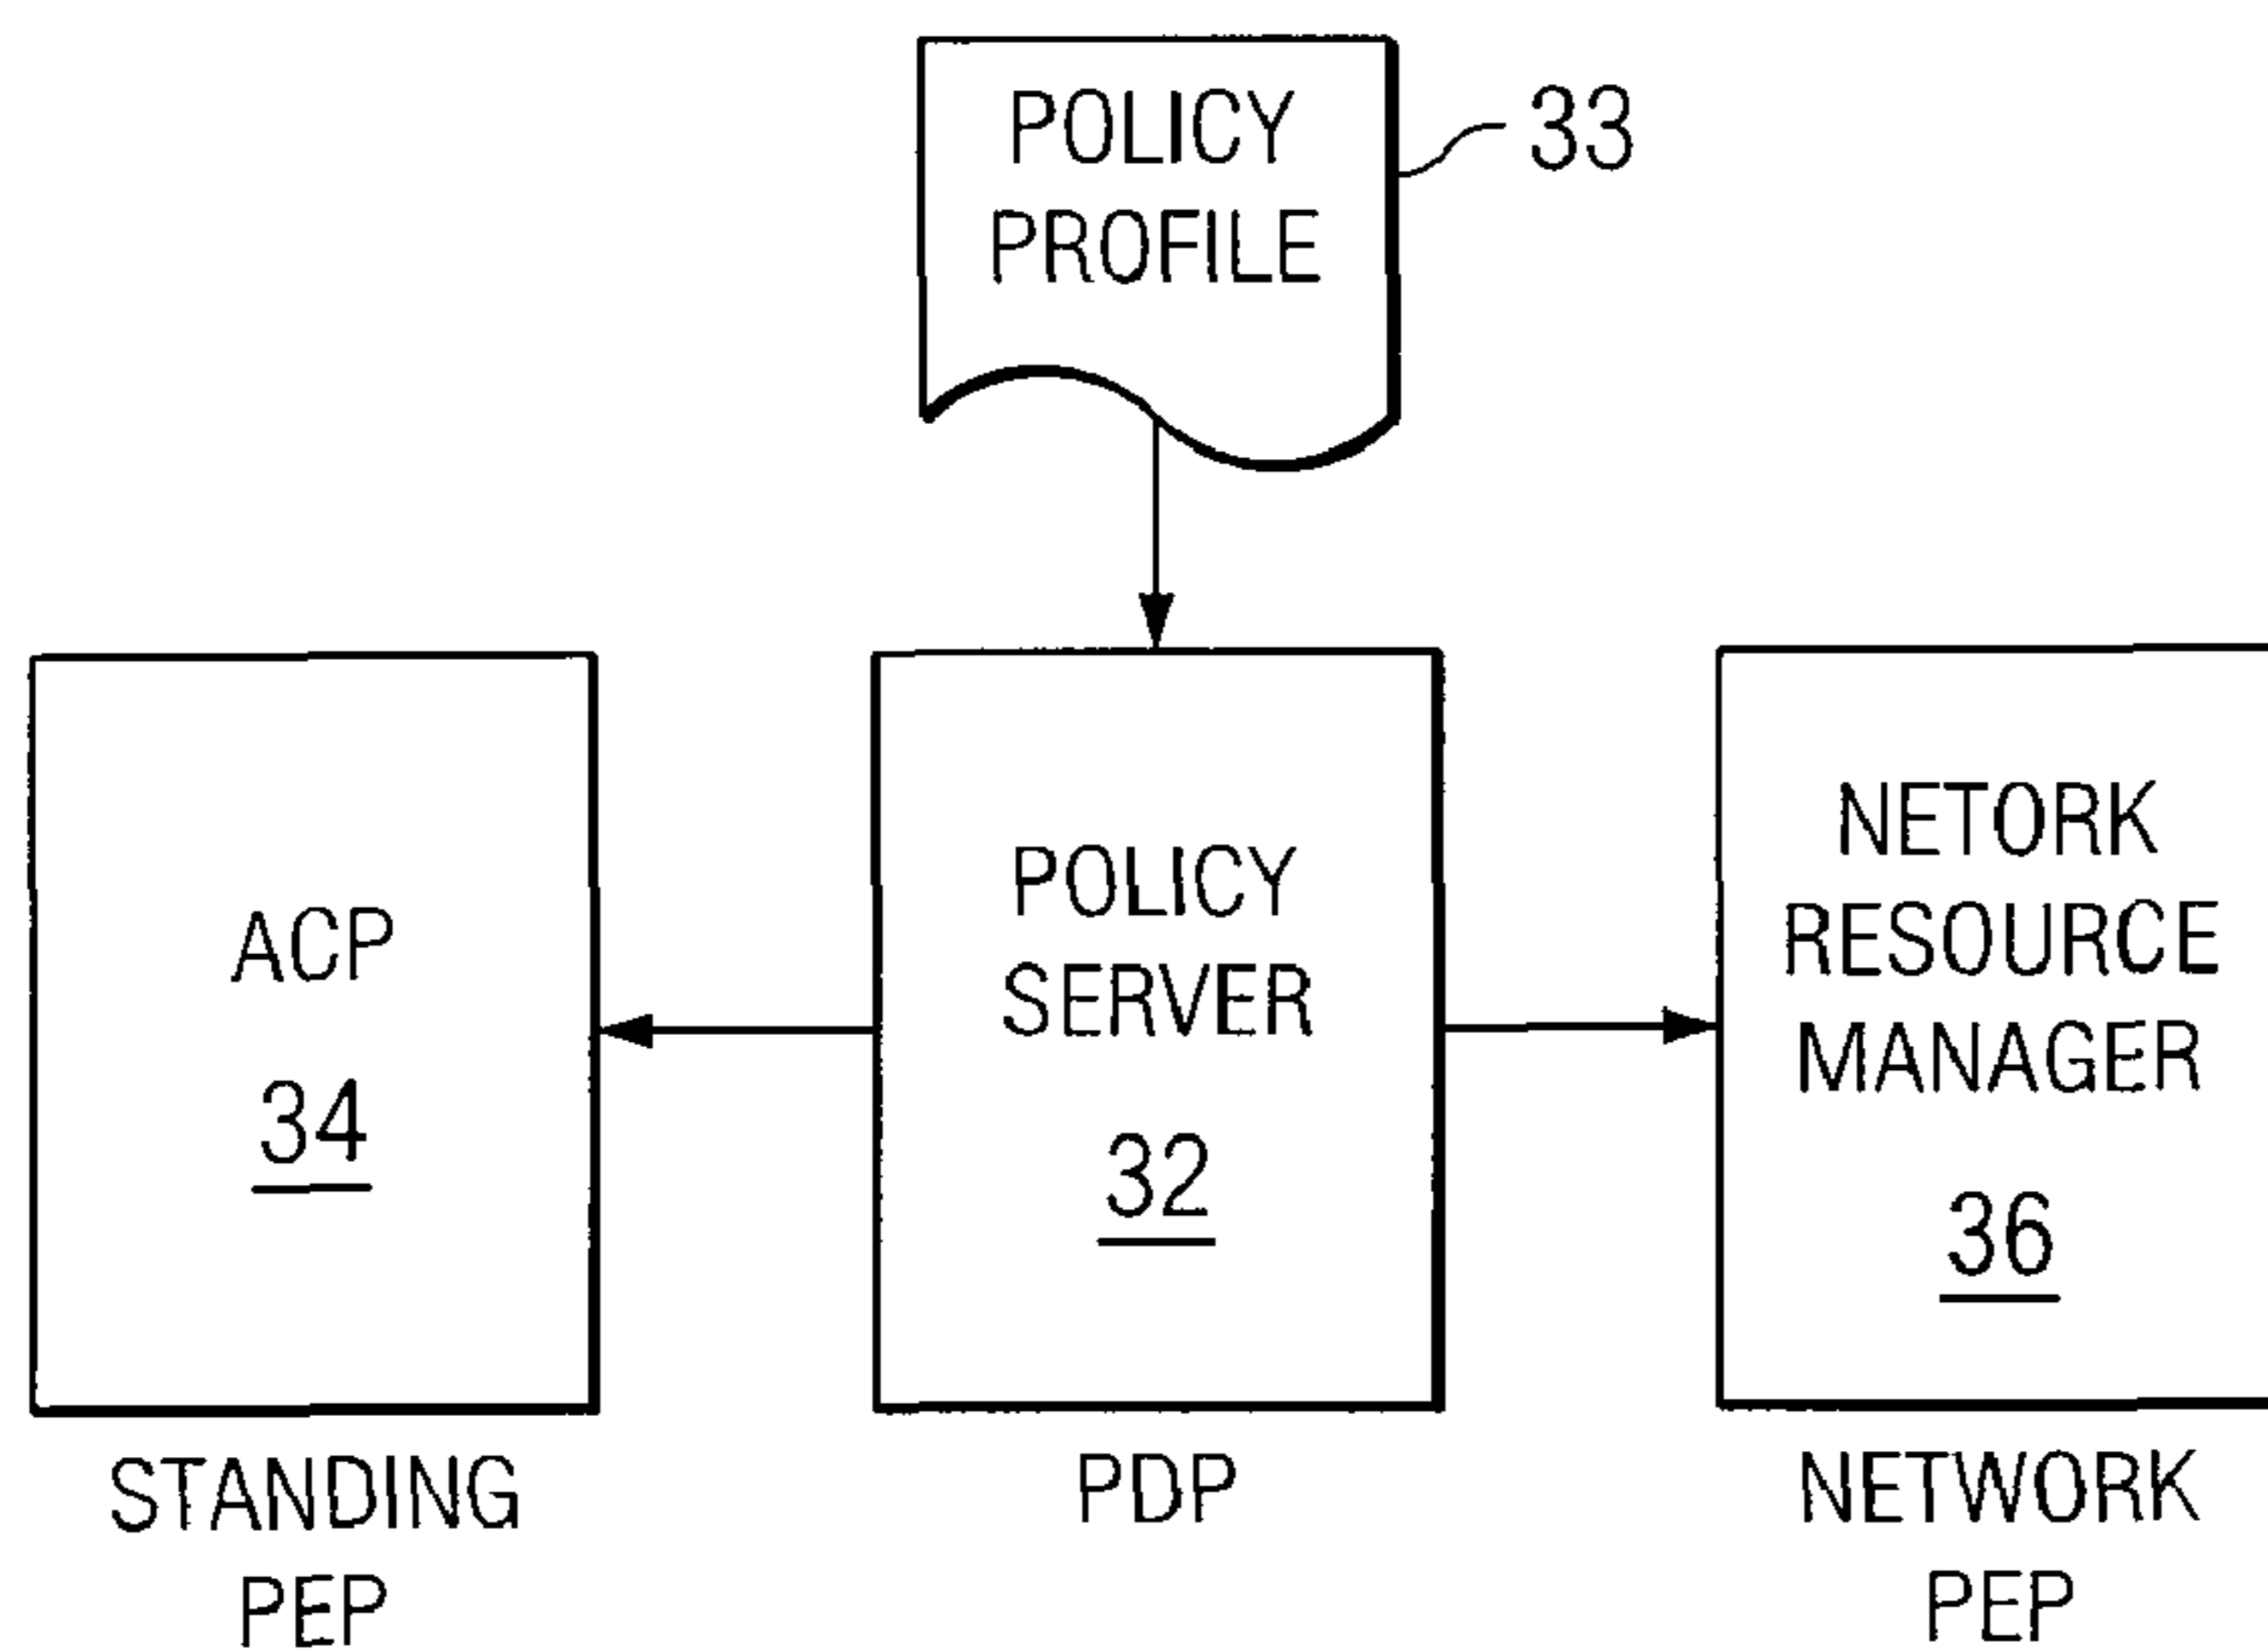 POLICY
PROFILE
33
ACP
34
POLICY
SERVER
32
NETORK
RESOURCE
MANAGER
36
STANDING
PEP
PDP
NETWORK
PEP